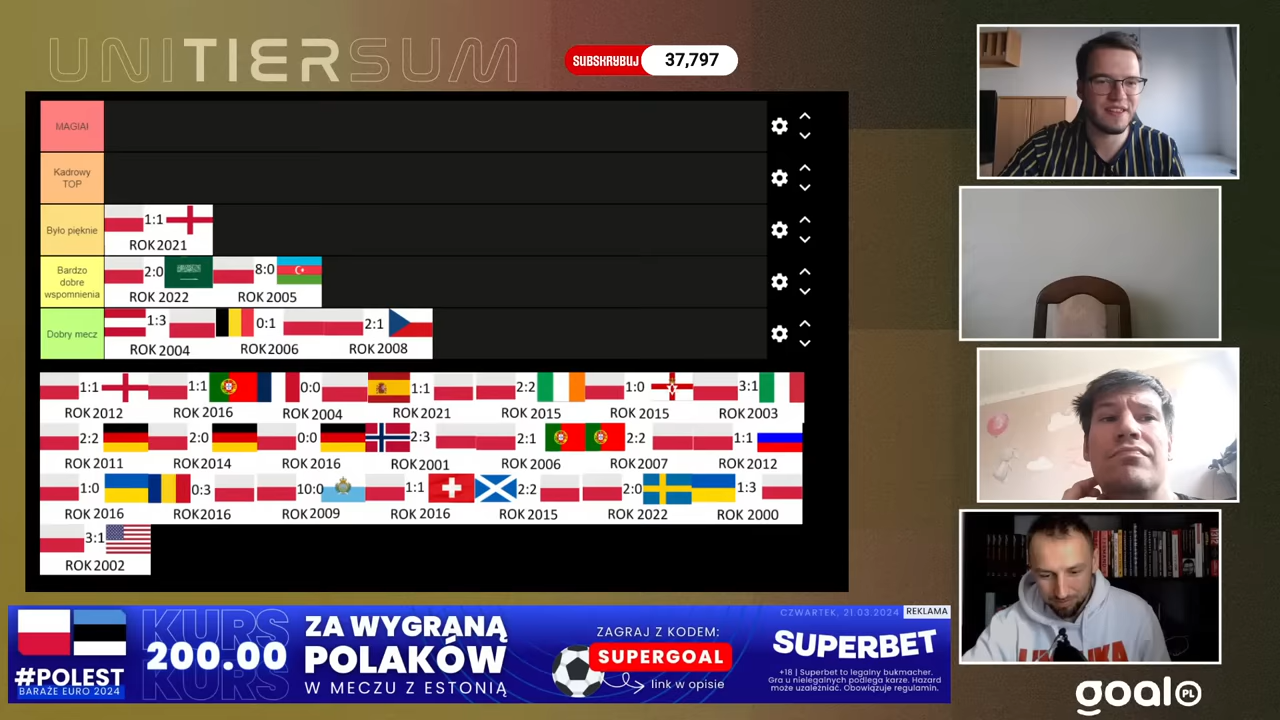 UNITIERSUM
SUBSKRYBUJ 37,797
MAGIA!
Kadrowy
TOP
Było pięknie
1:1
ROK 2021
Bardzo
dobre
wspomnienia
2:0 8:0
ROK 2022 ROK 2005
Dobry mecz
1:3 0:1 2:1
ROK 2004 ROK 2006 ROK 2008
1:1 1:1 0:0 1:1 2:2 1:0 3:1
ROK 2012 ROK 2016 ROK 2004 ROK 2021 ROK 2015 ROK 2015 ROK 2003
2:2 2:0 0:0 2:3 2:1 2:2 1:1
ROK 2011 ROK 2014 ROK 2016 ROK 2001 ROK 2006 ROK 2007 ROK 2012
1:0 0:3 10:0 1:1 2:2 2:0 1:3
ROK 2016 ROK2016 ROK 2009 ROK 2016 ROK 2015 ROK 2022 ROK 2000
3:1
ROK 2002
#POLEST
BARAŻE EURO 2024
KURS
200.00
KURS
ZA WYGRANĄ
POLAKÓW
W MECZU Z ESTONIĄ
ZAGRAJ Z KODEM:
SUPERGOAL
link w opisie
CZWARTEK, 21.03.2024 REKLAMA
SUPERBET
+18 | Superbet to legalny bukmacher.
Gra u nielegalnych podlega karze. Hazard
może uzależniać. Obowiązuje regulamin.
goal PL